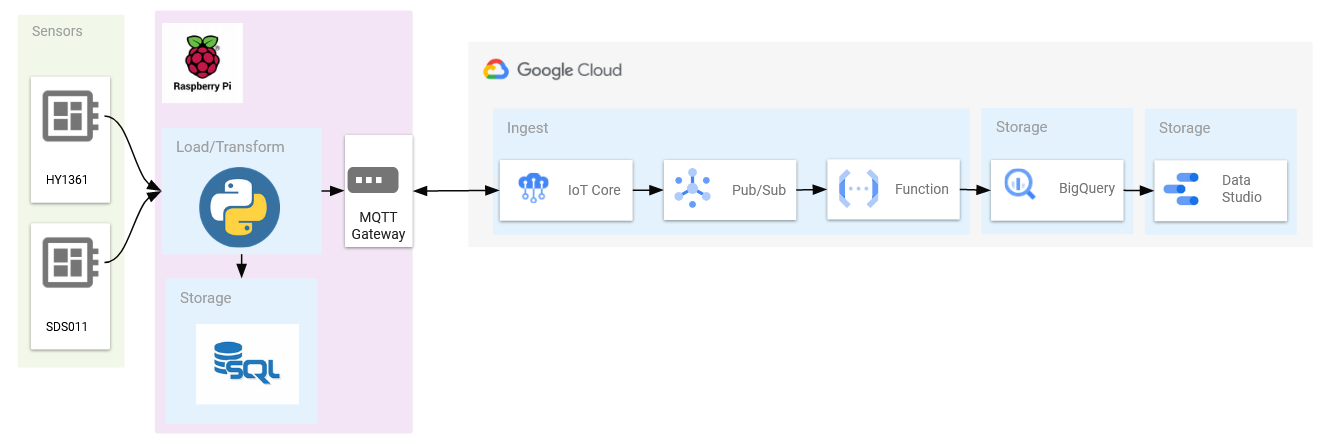 Sensors
HY1361
SDS011
Raspberry Pi
Load/Transform
MQTT
Gateway
Storage
SQL
Google Cloud
Ingest
IoT Core
Pub/Sub
Function
Storage
BigQuery
Storage
Data
Studio